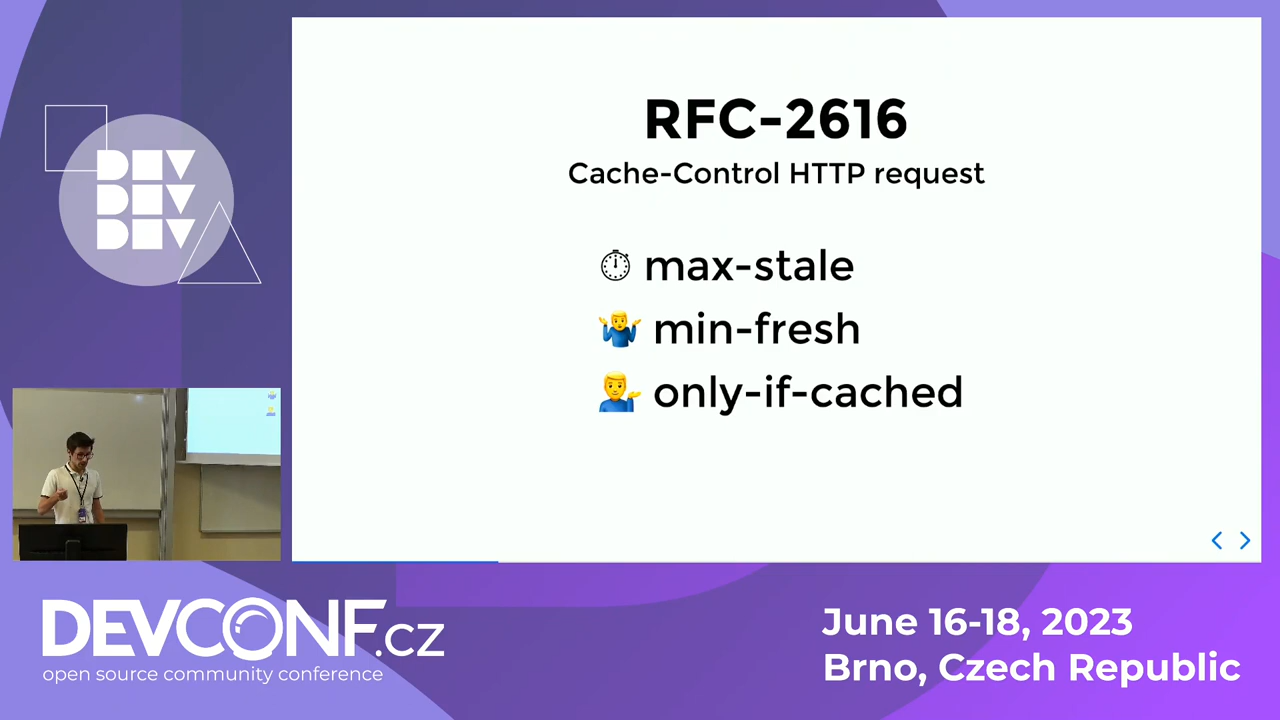 DEV
DEV
DEV
RFC-2616
Cache-Control HTTP request
max-stale
min-fresh
only-if-cached
DEVCONF.cz
open source community conference
June 16-18, 2023
Brno, Czech Republic